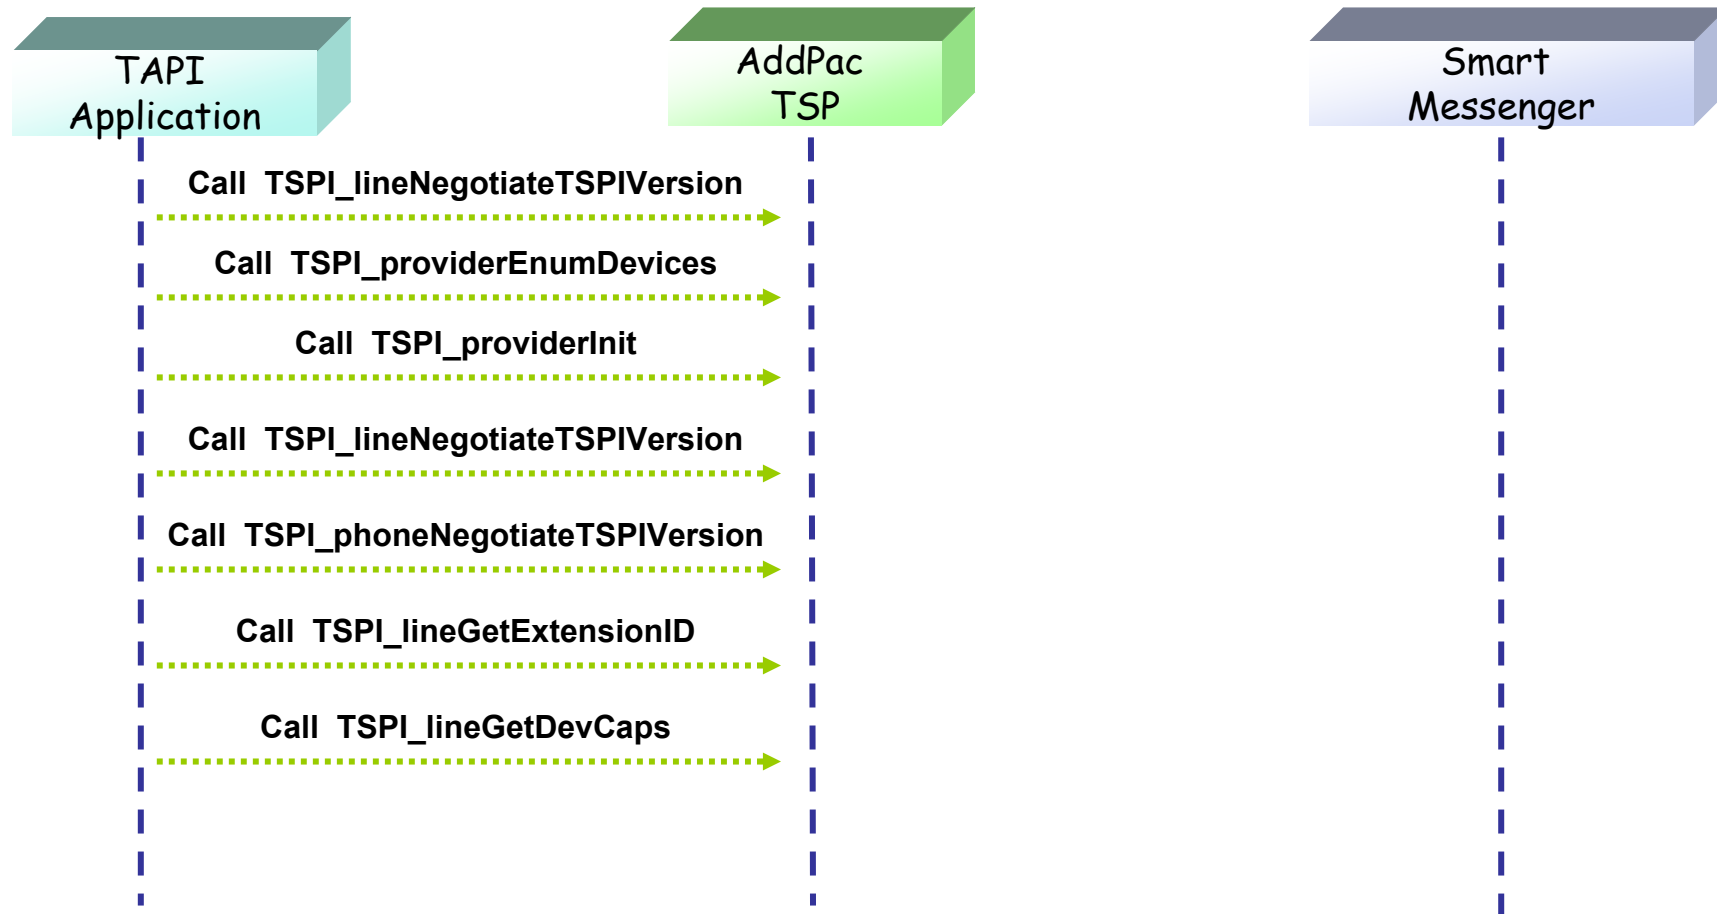 TAPI
Application
AddPac
TSP
Smart
Messenger
Call TSPI_lineNegotiateTSPIVersion
Call TSPI_providerEnumDevices
Call TSPI_providerInit
Call TSPI_lineNegotiateTSPIVersion
Call TSPI_phoneNegotiateTSPIVersion
Call TSPI_lineGetExtensionID
Call TSPI_lineGetDevCaps